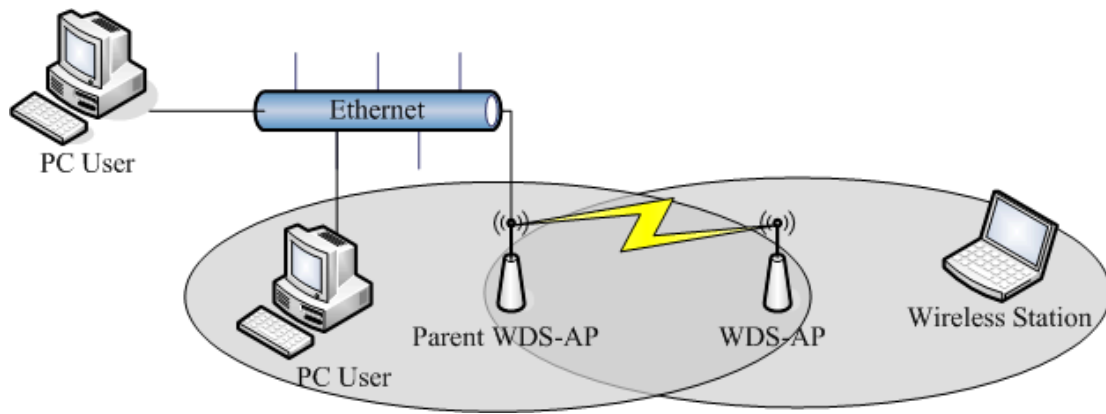 Ethernet
PC User
Parent WDS-AP
WDS-AP
Wireless Station
PC User